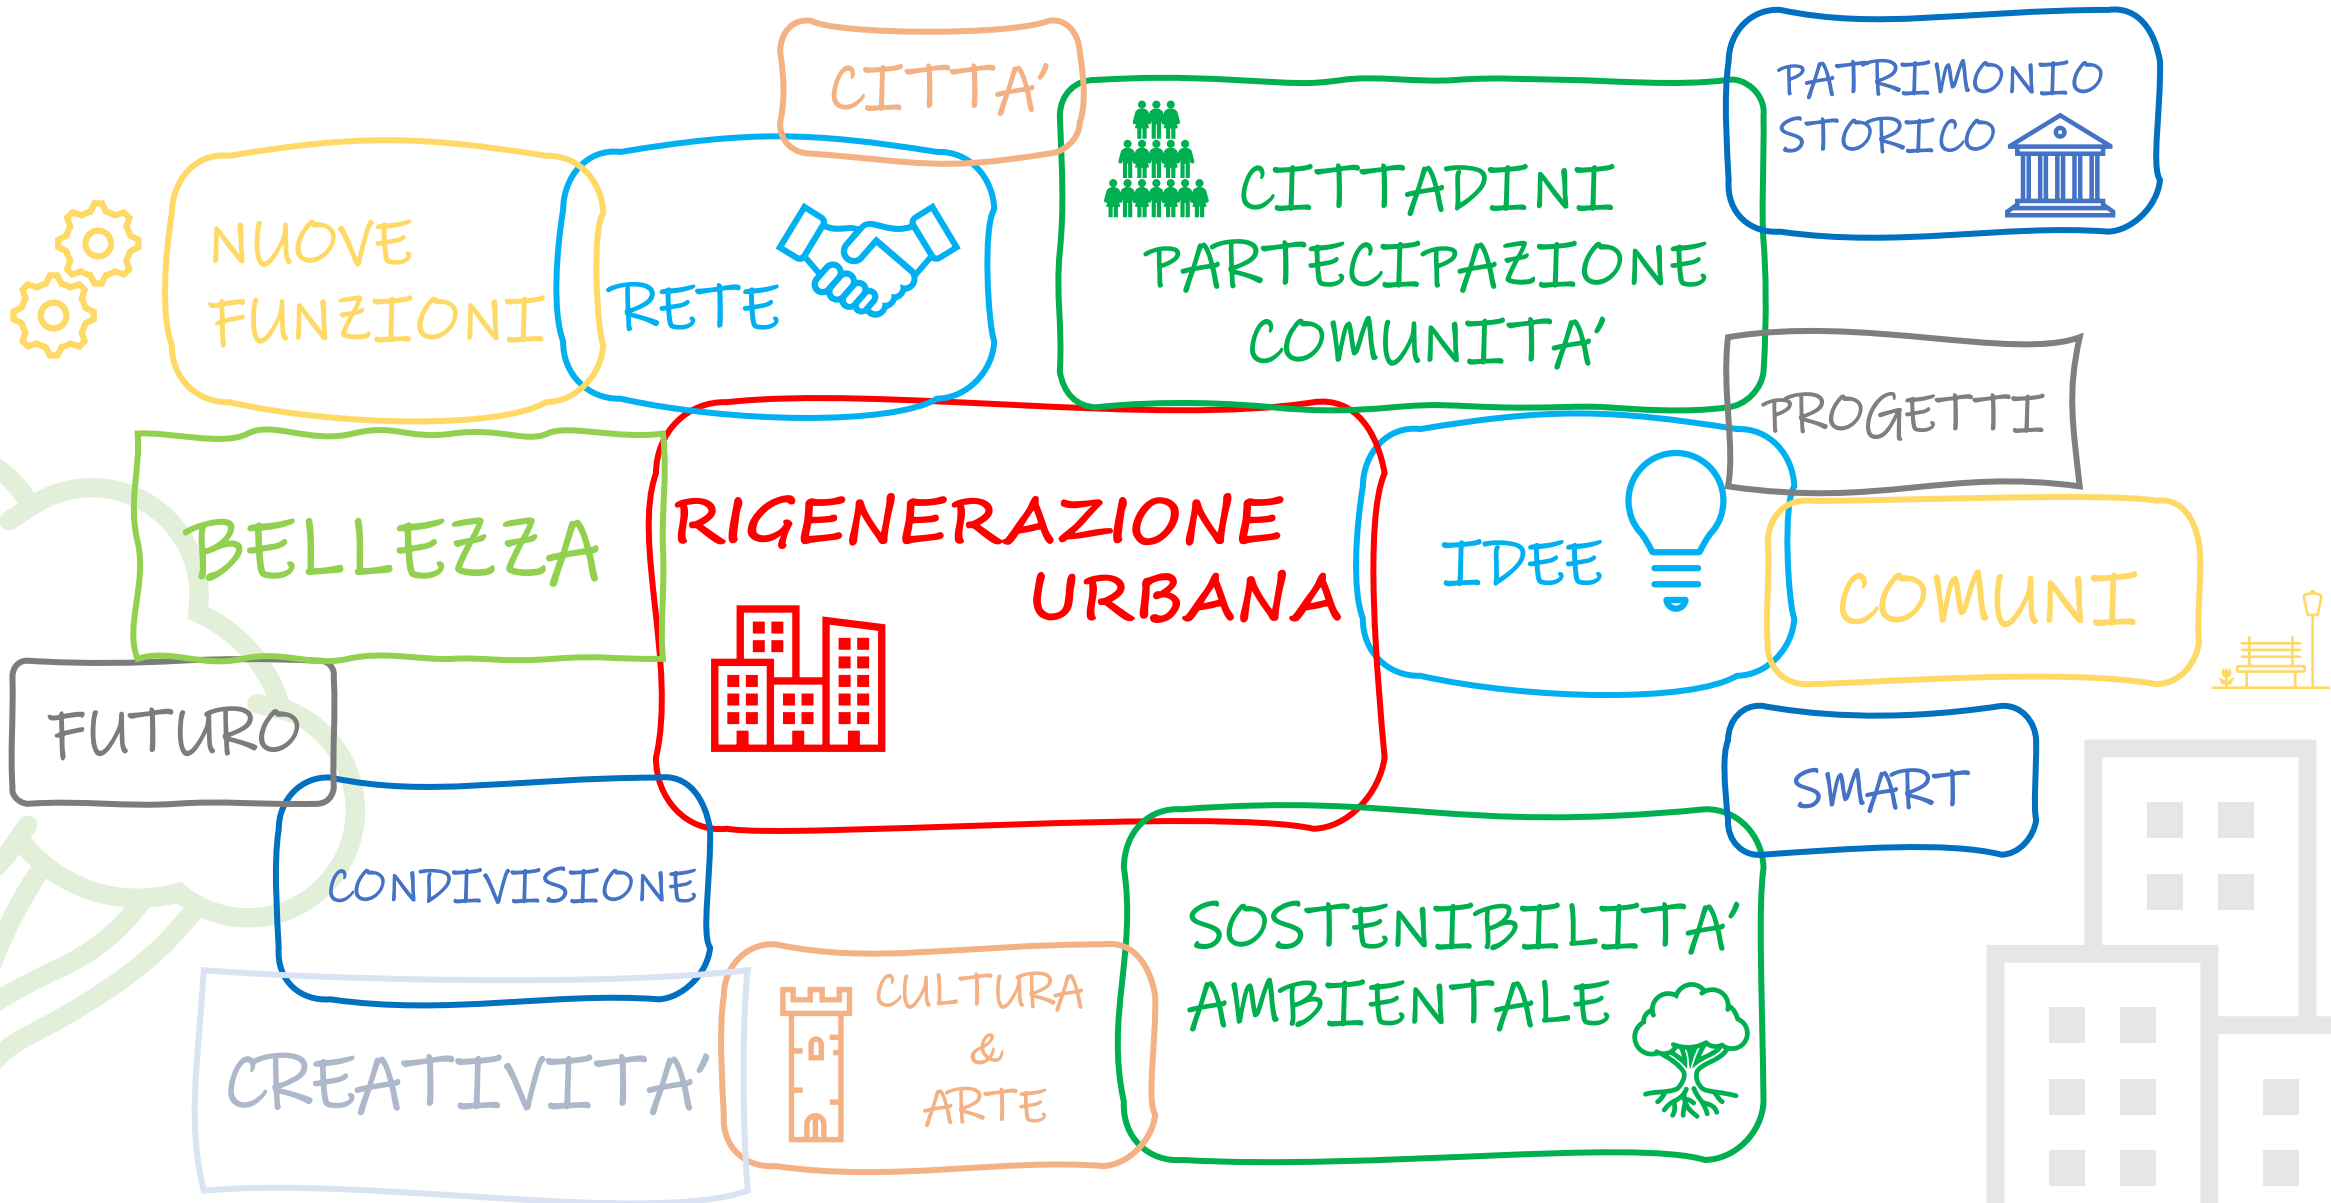 CITTA'
PATRIMONIO
STORICO
NUOVE
FUNZIONI
RETE
CITTADINI
PARTECIPAZIONE
COMUNITA'
PROGETTI
BELLEZZA
RIGENERAZIONE
URBANA
IDEE
COMUNI
FUTURO
SMART
CONDIVISIONE
SOSTENIBILITA'
AMBIENTALE
CREATIVITA'
CULTURA
&
ARTE